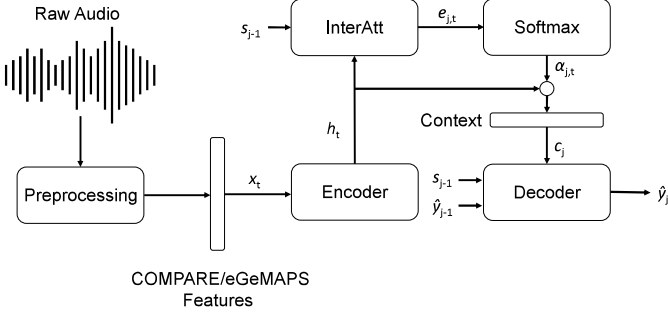 Raw Audio
s_{j-1}
InterAtt
e_{j,t}
Softmax
α_{j,t}
h_t
Context
c_j
Preprocessing
x_t
Encoder
s_{j-1}
ŷ_{j-1}
Decoder
ŷ_j
COMPARE/eGeMAPS
Features